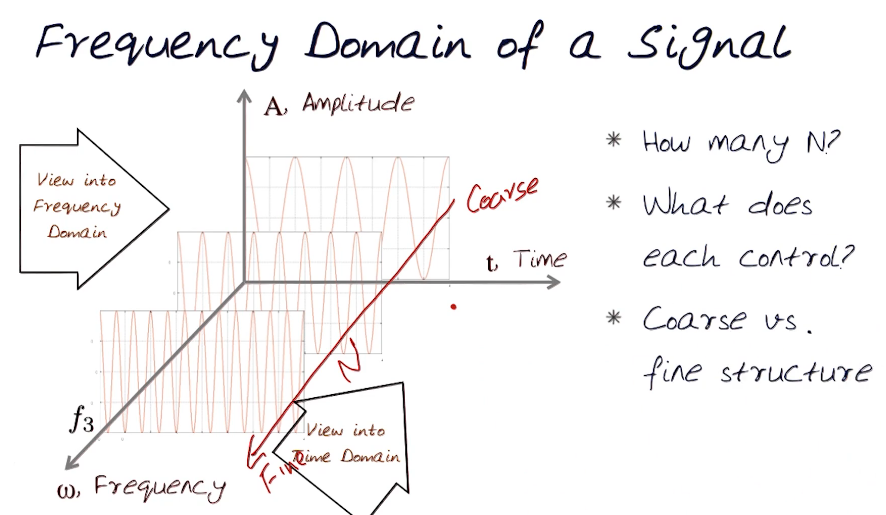 Frequency Domain of a Signal
A, Amplitude
View into
Frequency
Domain
Coarse
t, Time
N
f3
View into
Time Domain
Fine
ω, Frequency
* How many N?
* What does
each control?
* Coarse vs.
fine structure